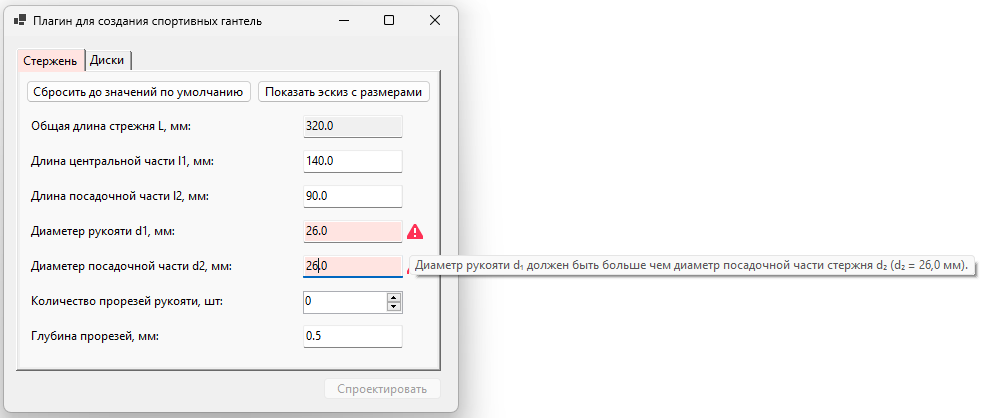 Плагин для создания спортивных гантель
Стержень Диски
Сбросить до значений по умолчанию Показать эскиз с размерами
Общая длина стрежня L, мм: 320.0
Длина центральной части l1, мм: 140.0
Длина посадочной части l2, мм: 90.0
Диаметер рукояти d1, мм: 26.0
Диаметер посадочной части d2, мм: 26.0
Диаметр рукояти d₁ должен быть больше чем диаметр посадочной части стержня d₂ (d₂ = 26,0 мм).
Количество прорезей рукояти, шт: 0
Глубина прорезей, мм: 0.5
Спроектировать